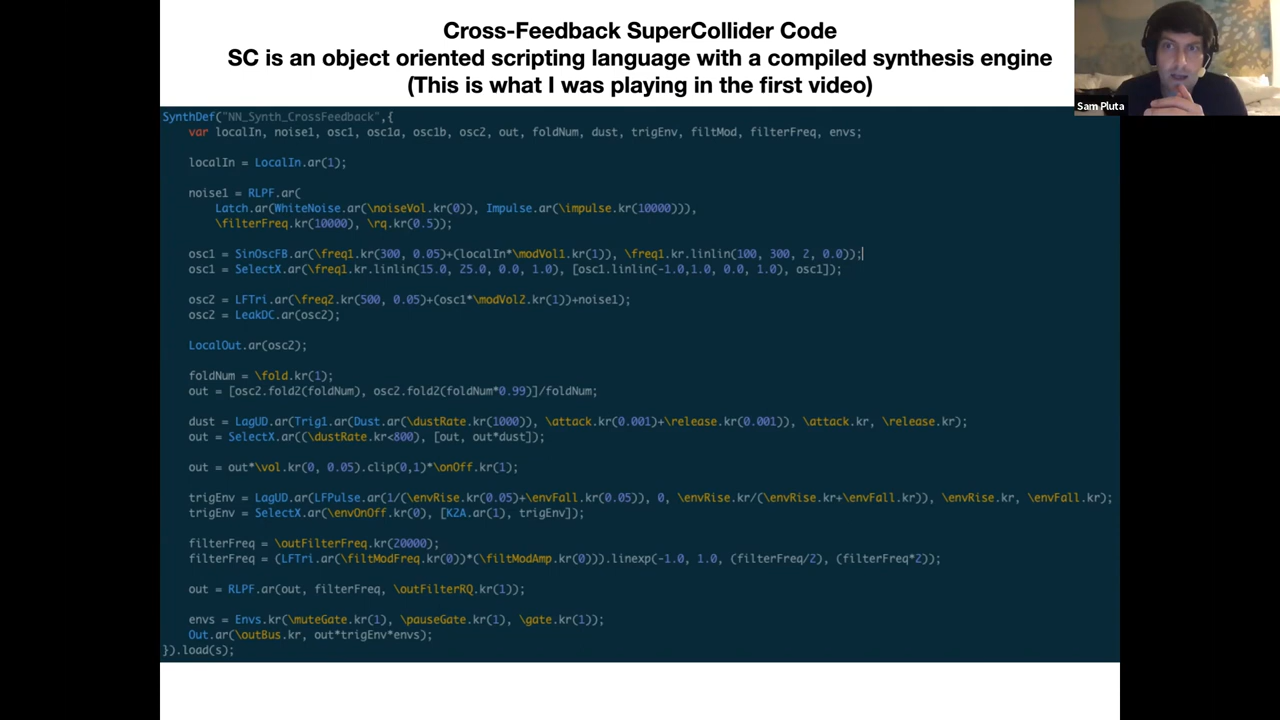 Cross-Feedback SuperCollider Code
SC is an object oriented scripting language with a compiled synthesis engine
(This is what I was playing in the first video)
Sam Pluta
SynthDef("NN_Synth_CrossFeedback",{
var localIn, noise1, osc1, osc1a, osc1b, osc2, out, foldNum, dust, trigEnv, filtMod, filterFreq, envs;
localIn = LocalIn.ar(1);
noise1 = RLPF.ar(
Latch.ar(WhiteNoise.ar(\noiseVol.kr(0)), Impulse.ar(\impulse.kr(10000))),
\filterFreq.kr(10000), \rq.kr(0.5));
osc1 = SinOscFB.ar(\freq1.kr(300, 0.05)+(localIn*\modVol1.kr(1)), \freq1.kr.linlin(100, 300, 2, 0.0));
osc1 = SelectX.ar(\freq1.kr.linlin(15.0, 25.0, 0.0, 1.0), [osc1.linlin(-1.0,1.0, 0.0, 1.0), osc1]);
osc2 = LFTri.ar(\freq2.kr(500, 0.05)+(osc1*\modVol2.kr(1))+noise1);
osc2 = LeakDC.ar(osc2);
LocalOut.ar(osc2);
foldNum = \fold.kr(1);
out = [osc2.fold2(foldNum), osc2.fold2(foldNum*0.99)]/foldNum;
dust = LagUD.ar(Trig1.ar(Dust.ar(\dustRate.kr(1000)), \attack.kr(0.001)+\release.kr(0.001)), \attack.kr, \release.kr);
out = SelectX.ar((\dustRate.kr<800), [out, out*dust]);
out = out*\vol.kr(0, 0.05).clip(0,1)*\onOff.kr(1);
trigEnv = LagUD.ar(LFPulse.ar(1/(\envRise.kr(0.05)+\envFall.kr(0.05)), 0, \envRise.kr/(\envRise.kr+\envFall.kr)), \envRise.kr, \envFall.kr);
trigEnv = SelectX.ar(\envOnOff.kr(0), [K2A.ar(1), trigEnv]);
filterFreq = \outFilterFreq.kr(20000);
filterFreq = (LFTri.ar(\filtModFreq.kr(0))*(\filtModAmp.kr(0))).linexp(-1.0, 1.0, (filterFreq/2), (filterFreq*2));
out = RLPF.ar(out, filterFreq, \outFilterRQ.kr(1));
envs = Envs.kr(\muteGate.kr(1), \pauseGate.kr(1), \gate.kr(1));
Out.ar(\outBus.kr, out*trigEnv*envs);
}).load(s);